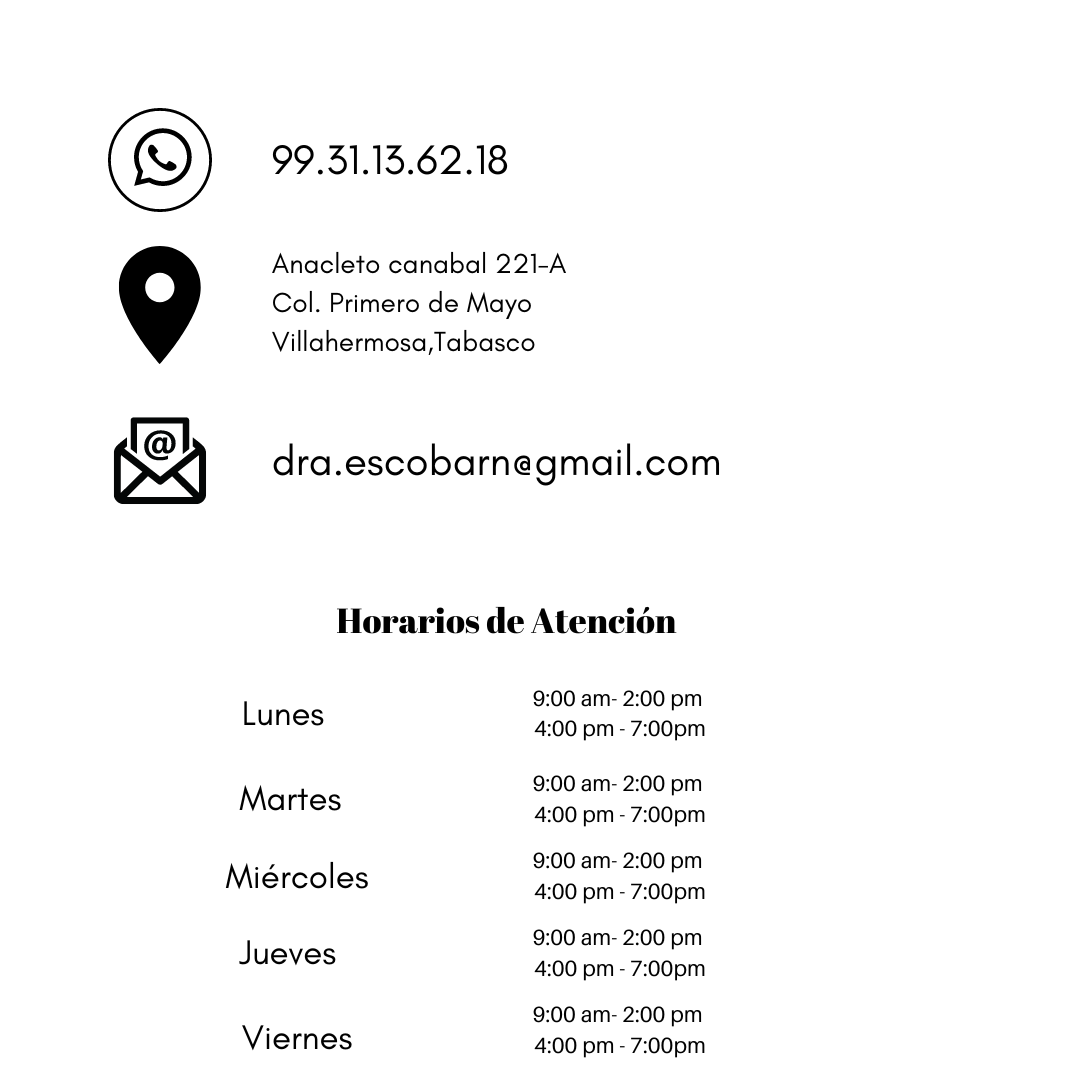 99.31.13.62.18
Anacleto canabal 221-A
Col. Primero de Mayo
Villahermosa,Tabasco
@
dra.escobarn@gmail.com
Horarios de Atención
Lunes
9:00 am- 2:00 pm
4:00 pm - 7:00pm
Martes
9:00 am- 2:00 pm
4:00 pm - 7:00pm
Miércoles
9:00 am- 2:00 pm
4:00 pm - 7:00pm
Jueves
9:00 am- 2:00 pm
4:00 pm - 7:00pm
Viernes
9:00 am- 2:00 pm
4:00 pm - 7:00pm